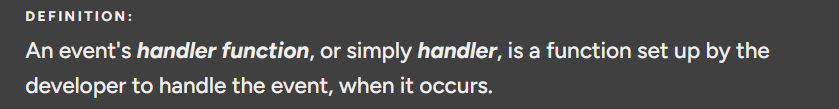 DEFINITION:
An event's handler function, or simply handler, is a function set up by the
developer to handle the event, when it occurs.